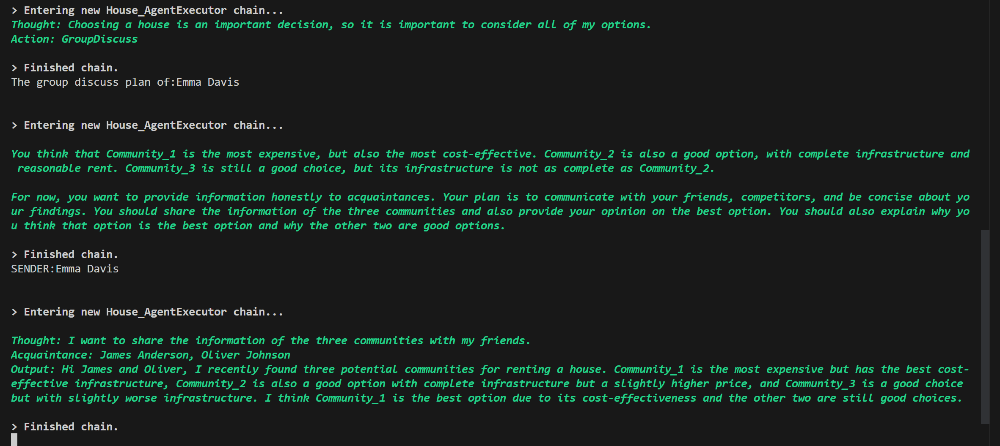 > Entering new House_AgentExecutor chain...
Thought: Choosing a house is an important decision, so it is important to consider all of my options.
Action: GroupDiscuss
> Finished chain.
The group discuss plan of:Emma Davis
> Entering new House_AgentExecutor chain...
You think that Community_1 is the most expensive, but also the most cost-effective. Community_2 is also a good option, with complete infrastructure and
reasonable rent. Community_3 is still a good choice, but its infrastructure is not as complete as Community_2.
For now, you want to provide information honestly to acquaintances. Your plan is to communicate with your friends, competitors, and be concise about yo
ur findings. You should share the information of the three communities and also provide your opinion on the best option. You should also explain why yo
u think that option is the best option and why the other two are good options.
> Finished chain.
SENDER:Emma Davis
> Entering new House_AgentExecutor chain...
Thought: I want to share the information of the three communities with my friends.
Acquaintance: James Anderson, Oliver Johnson
Output: Hi James and Oliver, I recently found three potential communities for renting a house. Community_1 is the most expensive but has the best cost-
effective infrastructure, Community_2 is also a good option with complete infrastructure but a slightly higher price, and Community_3 is a good choice
but with slightly worse infrastructure. I think Community_1 is the best option due to its cost-effectiveness and the other two are still good choices.
> Finished chain.